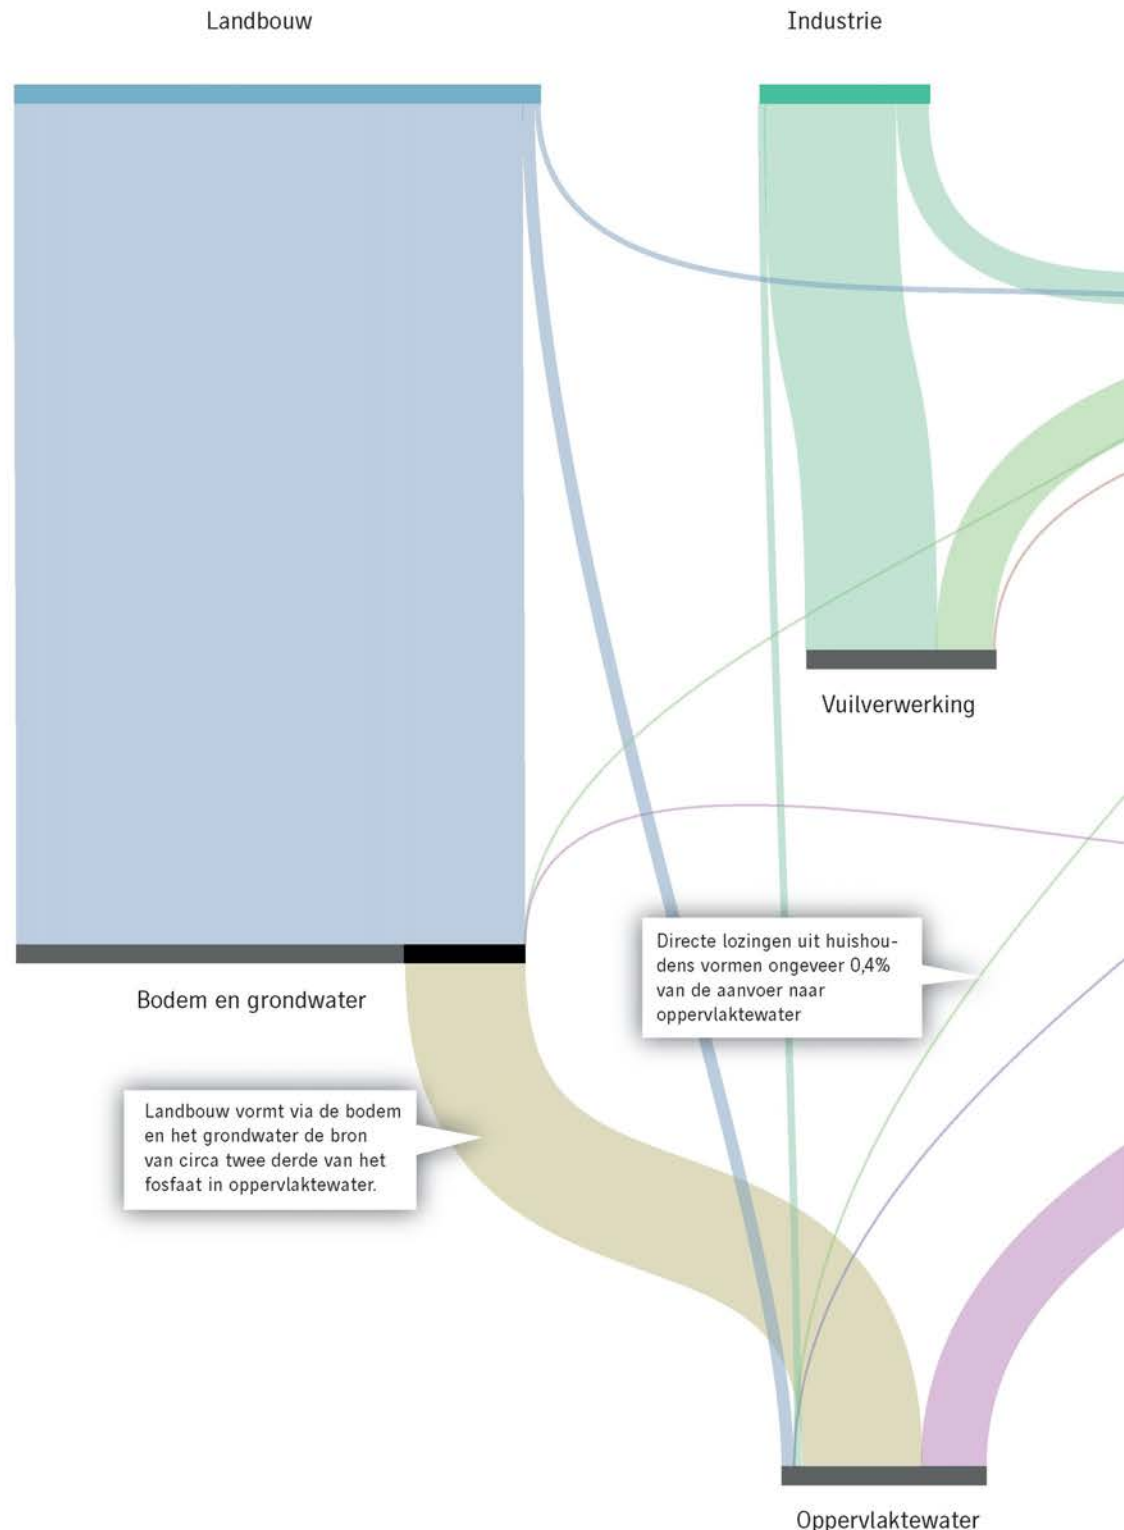 Landbouw
Industrie
Vuilverwerking
Directe lozingen uit huishou-
dens vormen ongeveer 0,4%
van de aanvoer naar
oppervlaktewater
Bodem en grondwater
Landbouw vormt via de bodem
en het grondwater de bron
van circa twee derde van het
fosfaat in oppervlaktewater.
Oppervlaktewater